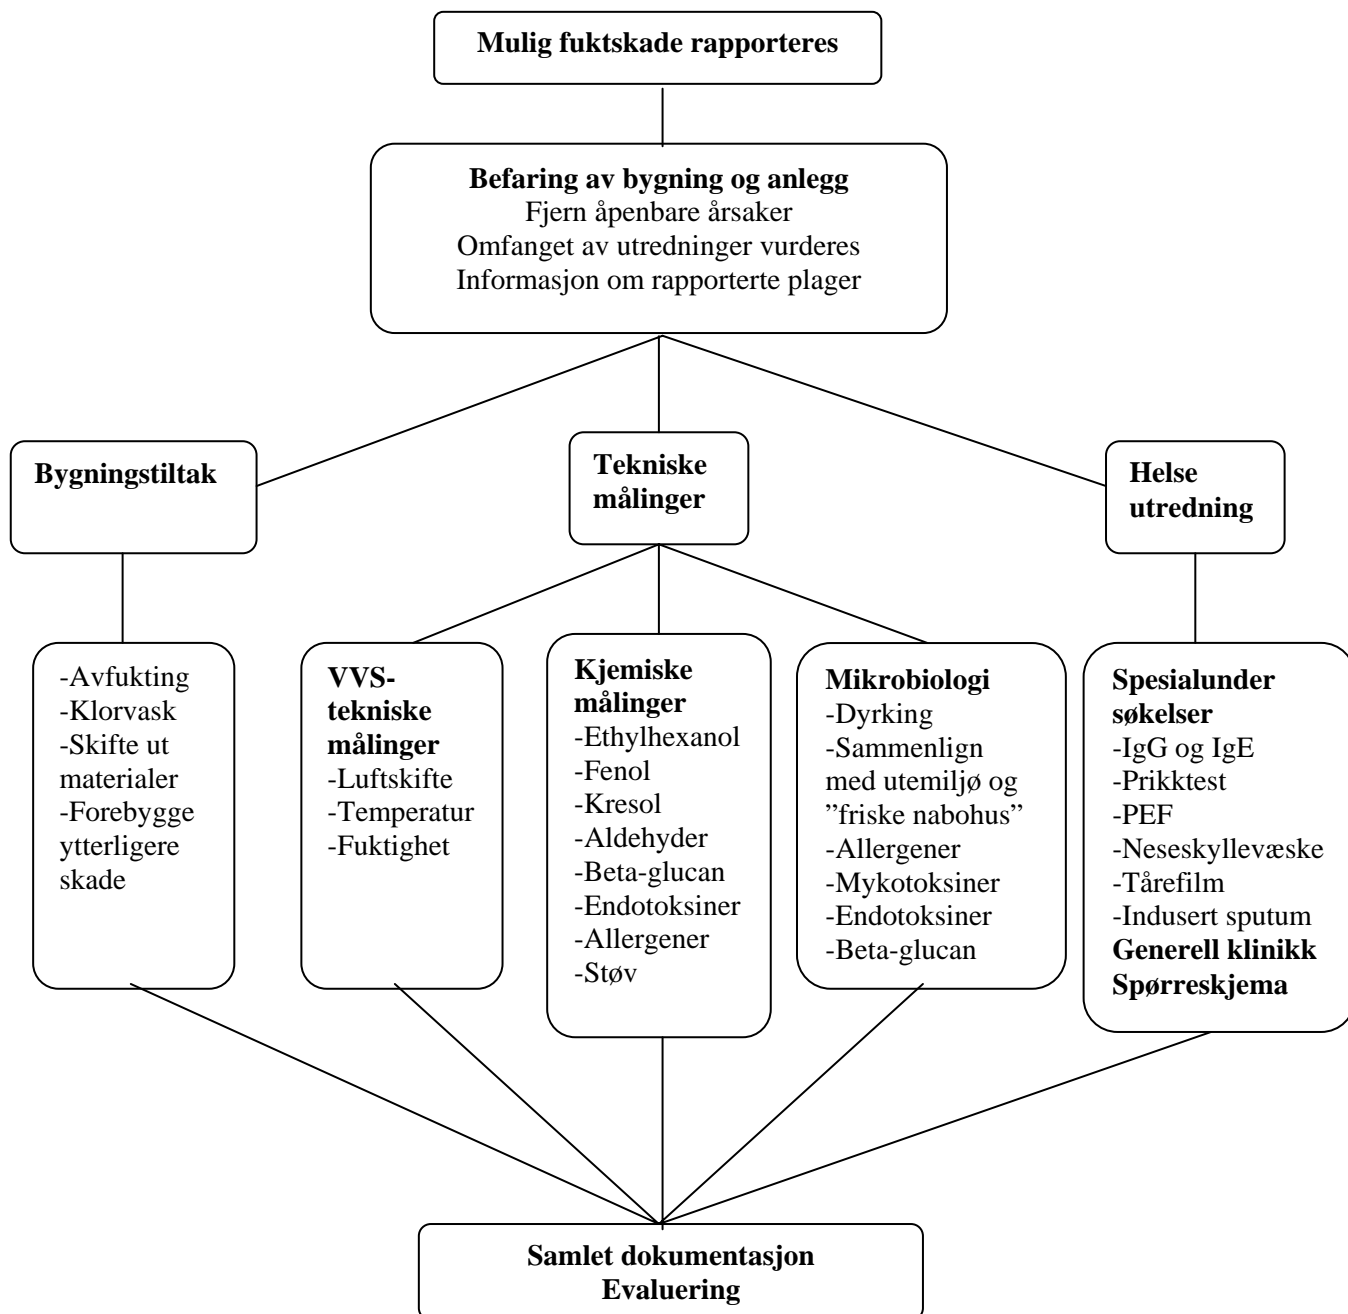 Mulig fuktskade rapporteres
Befaring av bygning og anlegg
Fjern åpenbare årsaker
Omfanget av utredninger vurderes
Informasjon om rapporterte plager
Bygningstiltak
Tekniske
målinger
Helse
utredning
-Avfukting
-Klorvask
-Skifte ut
materialer
-Forebygge
ytterligere
skade
VVS-
tekniske
målinger
-Luftskifte
-Temperatur
-Fuktighet
Kjemiske
målinger
-Ethylhexanol
-Fenol
-Kresol
-Aldehyder
-Beta-glucan
-Endotoksiner
-Allergener
-Støv
Mikrobiologi
-Dyrking
-Sammenlign
med utemiljø og
”friske nabohus”
-Allergener
-Mykotoksiner
-Endotoksiner
-Beta-glucan
Spesialunder
søkelser
-IgG og IgE
-Prikktest
-PEF
-Neseskyllevæske
-Tårefilm
-Indusert sputum
Generell klinikk
Spørreskjema
Samlet dokumentasjon
Evaluering